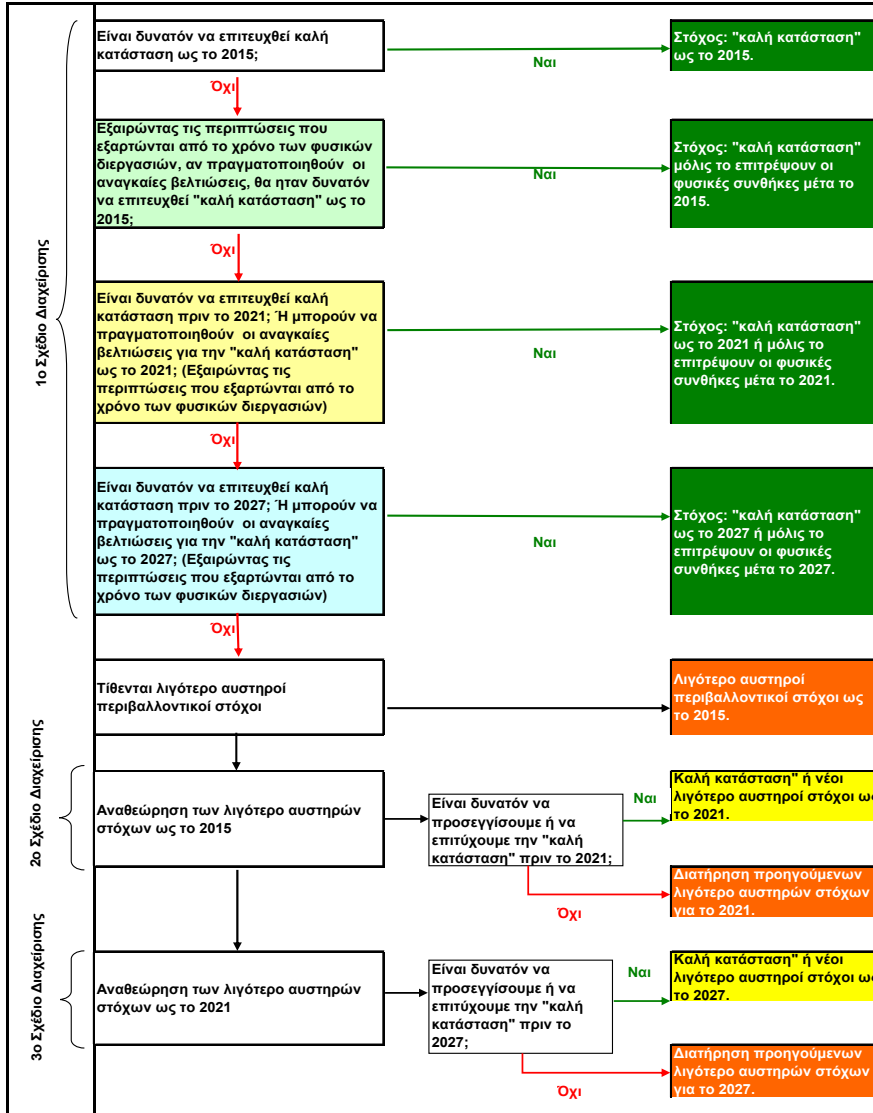 1ο Σχέδιο Διαχείρισης
Είναι δυνατόν να επιτευχθεί καλή
κατάσταση ως το 2015;
Ναι
Στόχος: "καλή κατάσταση"
ως το 2015.
Όχι
Εξαιρώντας τις περιπτώσεις που
εξαρτώνται από το χρόνο των φυσικών
διεργασιών, αν πραγματοποιηθούν οι
αναγκαίες βελτιώσεις, θα ηταν δυνατόν
να επιτευχθεί "καλή κατάσταση" ως το
2015;
Ναι
Στόχος: "καλή κατάσταση"
μόλις το επιτρέψουν οι
φυσικές συνθήκες μέτα το
2015.
Όχι
Είναι δυνατόν να επιτευχθεί καλή
κατάσταση πριν το 2021; Ή μπορούν να
πραγματοποιηθούν οι αναγκαίες
βελτιώσεις για την "καλή κατάσταση"
ως το 2021; (Εξαιρώντας τις
περιπτώσεις που εξαρτώνται από το
χρόνο των φυσικών διεργασιών)
Ναι
Στόχος: "καλή κατάσταση"
ως το 2021 ή μόλις το
επιτρέψουν οι φυσικές
συνθήκες μέτα το 2021.
Όχι
Είναι δυνατόν να επιτευχθεί καλή
κατάσταση πριν το 2027; Ή μπορούν να
πραγματοποιηθούν οι αναγκαίες
βελτιώσεις για την "καλή κατάσταση"
ως το 2027; (Εξαιρώντας τις
περιπτώσεις που εξαρτώνται από το
χρόνο των φυσικών διεργασιών)
Ναι
Στόχος: "καλή κατάσταση"
ως το 2027 ή μόλις το
επιτρέψουν οι φυσικές
συνθήκες μέτα το 2027.
Όχι
Τίθενται λιγότερο αυστηροί
περιβαλλοντικοί στόχοι
Λιγότερο αυστηροί
περιβαλλοντικοί στόχοι ως
το 2015.
2ο Σχέδιο Διαχείρισης
Αναθεώρηση των λιγότερο αυστηρών
στόχων ως το 2015
Είναι δυνατόν να
προσεγγίσουμε ή να
επιτύχουμε την "καλή
κατάσταση" πριν το 2021;
Ναι
Καλή κατάσταση" ή νέοι
λιγότερο αυστηροί στόχοι ως
το 2021.
Όχι
Διατήρηση προηγούμενων
λιγότερο αυστηρών στόχων
για το 2021.
3ο Σχέδιο Διαχείρισης
Αναθεώρηση των λιγότερο αυστηρών
στόχων ως το 2021
Είναι δυνατόν να
προσεγγίσουμε ή να
επιτύχουμε την "καλή
κατάσταση" πριν το
2027;
Ναι
Καλή κατάσταση" ή νέοι
λιγότερο αυστηροί στόχοι ως
το 2027.
Όχι
Διατήρηση προηγούμενων
λιγότερο αυστηρών στόχων
για το 2027.